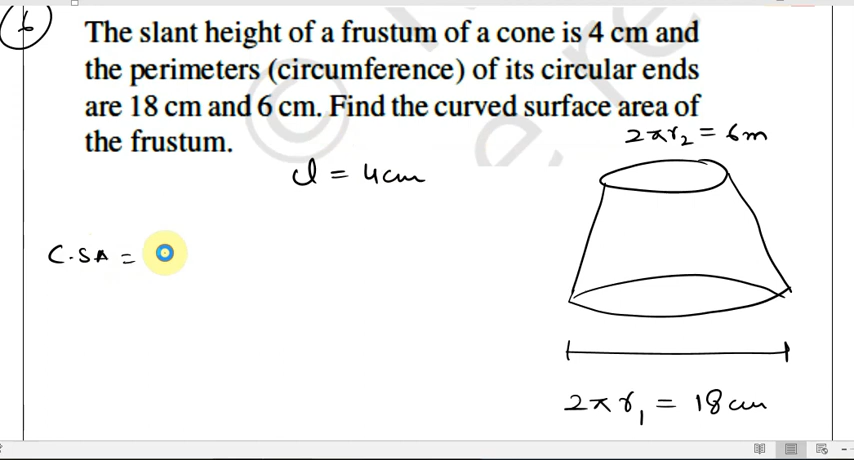 6
The slant height of a frustum of a cone is 4 cm and
the perimeters (circumference) of its circular ends
are 18 cm and 6 cm. Find the curved surface area of
the frustum.
2πr₂ = 6m
l = 4cm
C.SA =
2πr₁ = 18cm